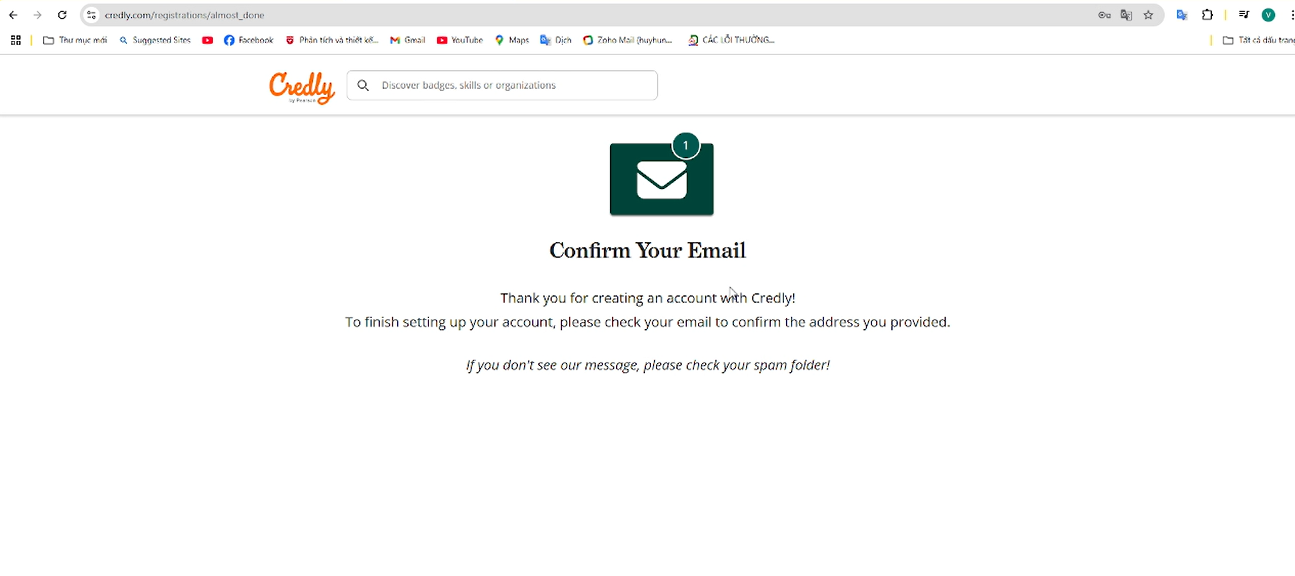 credly.com/registrations/almost_done
V
Thư mục mới
Suggested Sites
Facebook
Phân tích và thiết kế...
Gmail
YouTube
Maps
Dịch
Zoho Mail (huyhun...
CÁC LỖI THƯỜNG...
Tất cả dấu trang
Credly
by Pearson
Discover badges, skills or organizations
1
Confirm Your Email
Thank you for creating an account with Credly!
To finish setting up your account, please check your email to confirm the address you provided.
If you don't see our message, please check your spam folder!